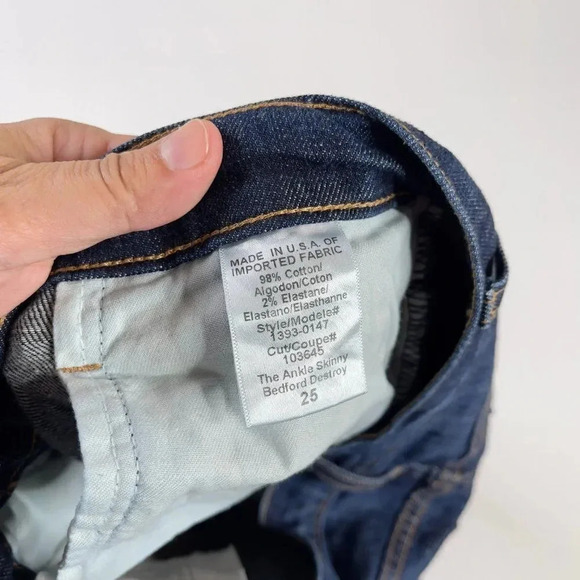 MADE IN U.S.A. OF
IMPORTED FABRIC
98% Cotton/
Algodon/Coton
2% Elastane/
Elastano/Elasthanne
Style/Modele#
1393-0147
Cut/Coupe#
103645
The Ankle Skinny
Bedford Destroy
25